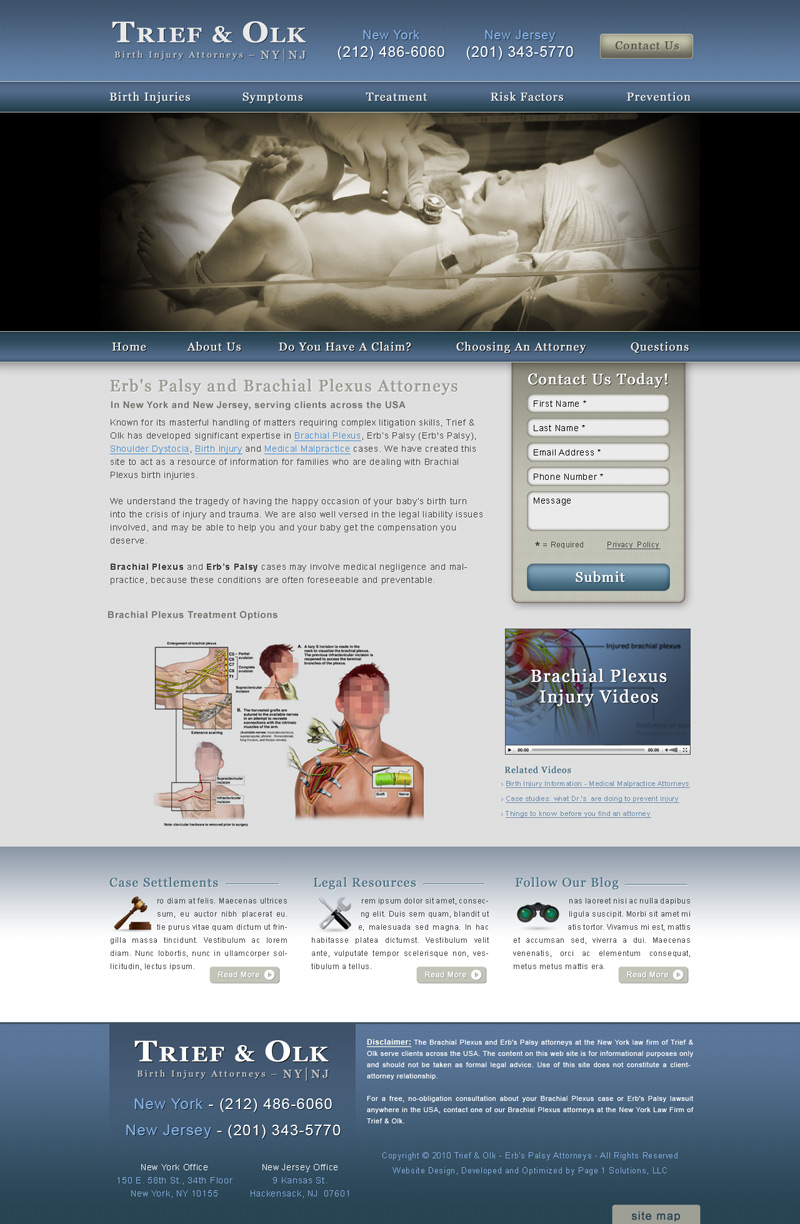 TRIEF & OLK
Birth Injury Attorneys – NY|NJ
New York
(212) 486-6060
New Jersey
(201) 343-5770
Contact Us
Birth Injuries
Symptoms
Treatment
Risk Factors
Prevention
Home
About Us
Do You Have A Claim?
Choosing An Attorney
Questions
Erb's Palsy and Brachial Plexus Attorneys
In New York and New Jersey, serving clients across the USA
Known for its masterful handling of matters requiring complex litigation skills, Trief &
Olk has developed significant expertise in Brachial Plexus, Erb's Palsy (Erb's Palsy),
Shoulder Dystocia, Birth Injury and Medical Malpractice cases. We have created this
site to act as a resource of information for families who are dealing with Brachial
Plexus birth injuries.
We understand the tragedy of having the happy occasion of your baby's birth turn
into the crisis of injury and trauma. We are also well versed in the legal liability issues
involved, and may be able to help you and your baby get the compensation you
deserve.
Brachial Plexus and Erb's Palsy cases may involve medical negligence and mal-
practice, because these conditions are often foreseeable and preventable.
Contact Us Today!
First Name *
Last Name *
Email Address *
Phone Number *
Message
* = Required
Privacy Policy
Submit
Brachial Plexus Treatment Options
Enlargement of brachial plexus
C5
C6
C7
C8
T1
Partial
avulsion
Complete
avulsion
Supraclavicular
incision
Extensive scarring
A. A lazy S incision is made in the
neck to visualize the brachial plexus.
The previous infraclavicular incision is
reopened to access the terminal
branches of the plexus.
B. The harvested grafts are
sutured to the available nerves
in an attempt to recreate
connections with the intrinsic
muscles of the arm.
Supraclavicular
incision
Infraclavicular
incision
Graft
Nerve
Note: clavicular hardware is removed prior to surgery
Injured brachial plexus
Brachial Plexus
Injury Videos
00:00
00:00
Related Videos
› Birth Injury Information - Medical Malpractice Attorneys
› Case studies: what Dr.'s are doing to prevent injury
› Things to know before you find an attorney
Case Settlements
ro diam at felis. Maecenas ultrices
sum, eu auctor nibh placerat eu.
tie purus vitae quam dictum ut frin-
gilla massa tincidunt. Vestibulum ac lorem
diam. Nunc lobortis, nunc in ullamcorper sol-
licitudin, lectus ipsum.
Read More
Legal Resources
rem ipsum dolor sit amet, consec-
ng elit. Duis sem quam, blandit ut
e, malesuada sed magna. In hac
habitasse platea dictumst. Vestibulum velit
ante, vulputate tempor scelerisque non, ves-
tibulum a tellus.
Read More
Follow Our Blog
nas laoreet nisi ac nulla dapibus
ligula suscipit. Morbi sit amet mi
atis tortor. Vivamus mi est, mattis
et accumsan sed, viverra a dui. Maecenas
venenatis, orci ac elementum consequat,
metus metus mattis era.
Read More
TRIEF & OLK
Birth Injury Attorneys – NY|NJ
New York - (212) 486-6060
New Jersey - (201) 343-5770
New York Office
150 E. 58th St., 34th Floor
New York, NY 10155
New Jersey Office
9 Kansas St.
Hackensack, NJ 07601
Disclaimer: The Brachial Plexus and Erb's Palsy attorneys at the New York law firm of Trief &
Olk serve clients across the USA. The content on this web site is for informational purposes only
and should not be taken as formal legal advice. Use of this site does not constitute a client-
attorney relationship.
For a free, no-obligation consultation about your Brachial Plexus case or Erb's Palsy lawsuit
anywhere in the USA, contact one of our Brachial Plexus attorneys at the New York Law Firm of
Trief & Olk.
Copyright © 2010 Trief & Olk - Erb's Palsy Attorneys - All Rights Reserved
Website Design, Developed and Optimized by Page 1 Solutions, LLC
site map